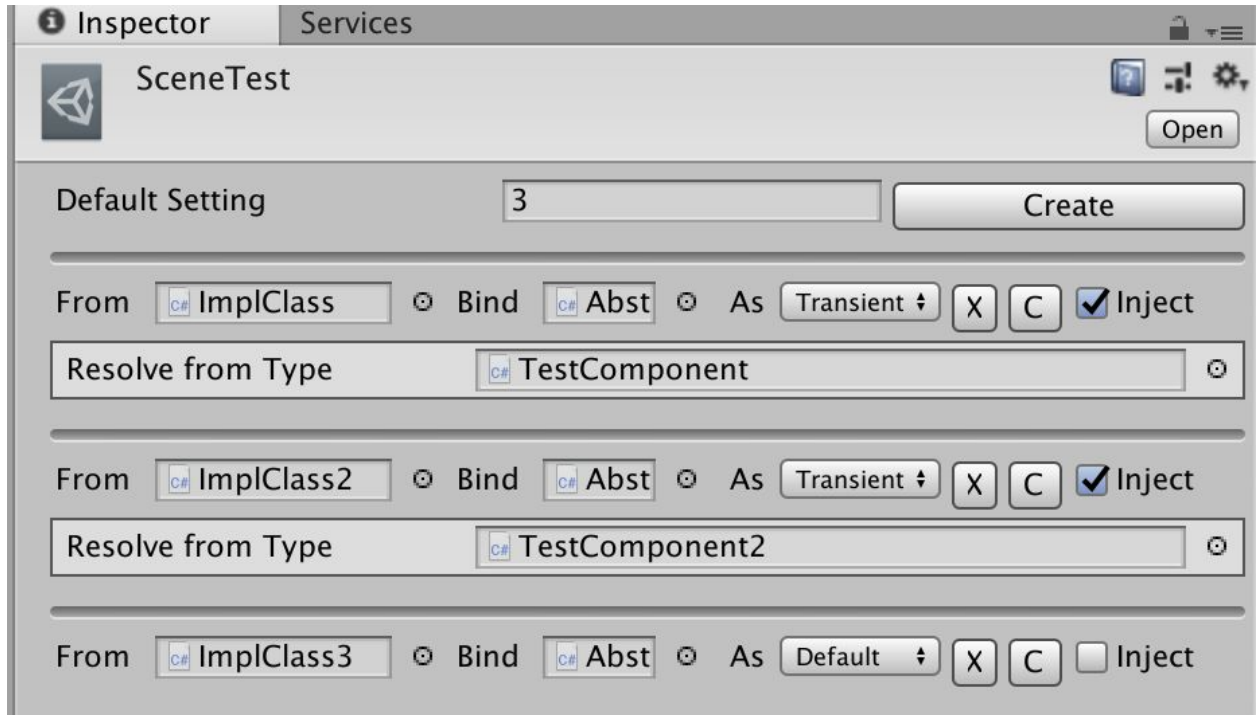 Inspector Services
SceneTest
Open
Default Setting 3 Create
From C# ImplClass Bind C# Abst As Transient X C Inject
Resolve from Type C# TestComponent
From C# ImplClass2 Bind C# Abst As Transient X C Inject
Resolve from Type C# TestComponent2
From C# ImplClass3 Bind C# Abst As Default X C Inject